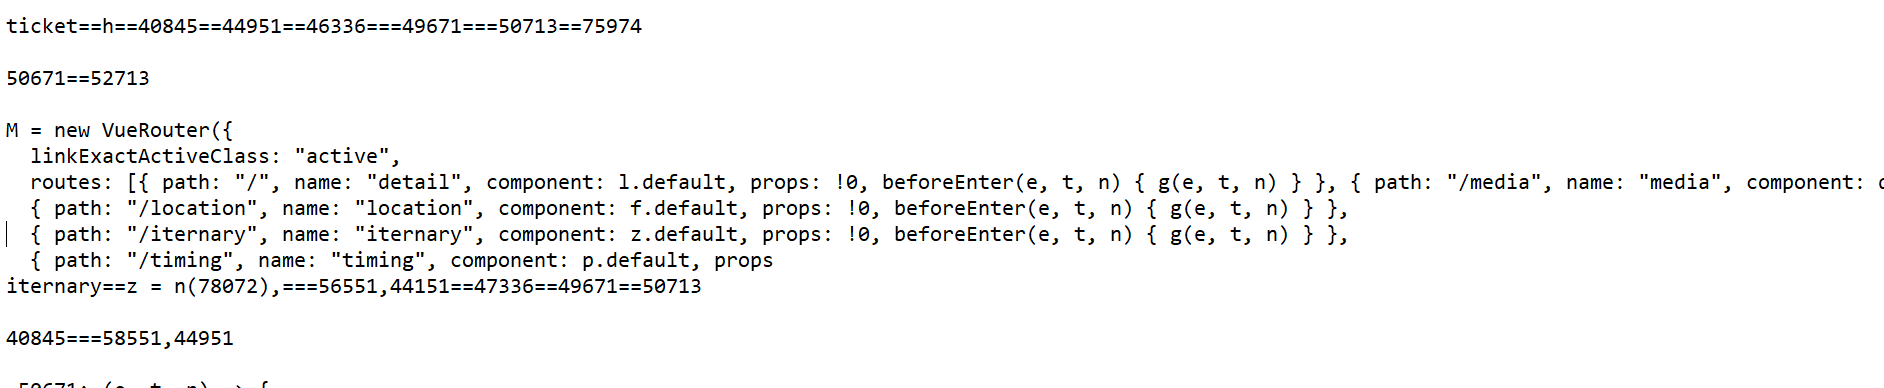 ticket==h==40845==44951==46336===49671===50713==75974
50671==52713
M = new VueRouter({
linkExactActiveClass: "active",
routes: [{ path: "/", name: "detail", component: l.default, props: !0, beforeEnter(e, t, n) { g(e, t, n) } }, { path: "/media", name: "media", component:
{ path: "/location", name: "location", component: f.default, props: !0, beforeEnter(e, t, n) { g(e, t, n) } },
{ path: "/iternary", name: "iternary", component: z.default, props: !0, beforeEnter(e, t, n) { g(e, t, n) } },
{ path: "/timing", name: "timing", component: p.default, props
iternary==z = n(78072),===56551,44151==47336==49671==50713
40845===58551,44951